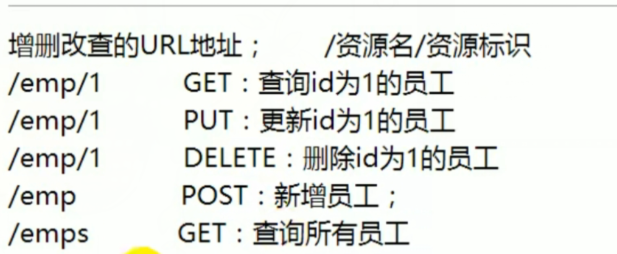 增删改查的URL地址； /资源名/资源标识
/emp/1 GET：查询id为1的员工
/emp/1 PUT：更新id为1的员工
/emp/1 DELETE：删除id为1的员工
/emp POST：新增员工；
/emps GET：查询所有员工